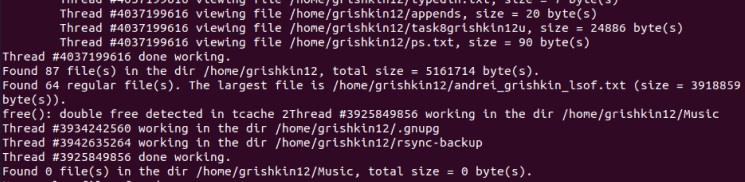 Thread #4037199616 viewing file /home/grishkin12/typedin.txt, size = 7 byte(s)
Thread #4037199616 viewing file /home/grishkin12/appends, size = 20 byte(s)
Thread #4037199616 viewing file /home/grishkin12/task8grishkin12u, size = 24886 byte(s)
Thread #4037199616 viewing file /home/grishkin12/ps.txt, size = 90 byte(s)
Thread #4037199616 done working.
Found 87 file(s) in the dir /home/grishkin12, total size = 5161714 byte(s).
Found 64 regular file(s). The largest file is /home/grishkin12/andrei_grishkin_lsof.txt (size = 3918859
byte(s)).
free(): double free detected in tcache 2Thread #3925849856 working in the dir /home/grishkin12/Music
Thread #3934242560 working in the dir /home/grishkin12/.gnupg
Thread #3942635264 working in the dir /home/grishkin12/rsync-backup
Thread #3925849856 done working.
Found 0 file(s) in the dir /home/grishkin12/Music, total size = 0 byte(s).